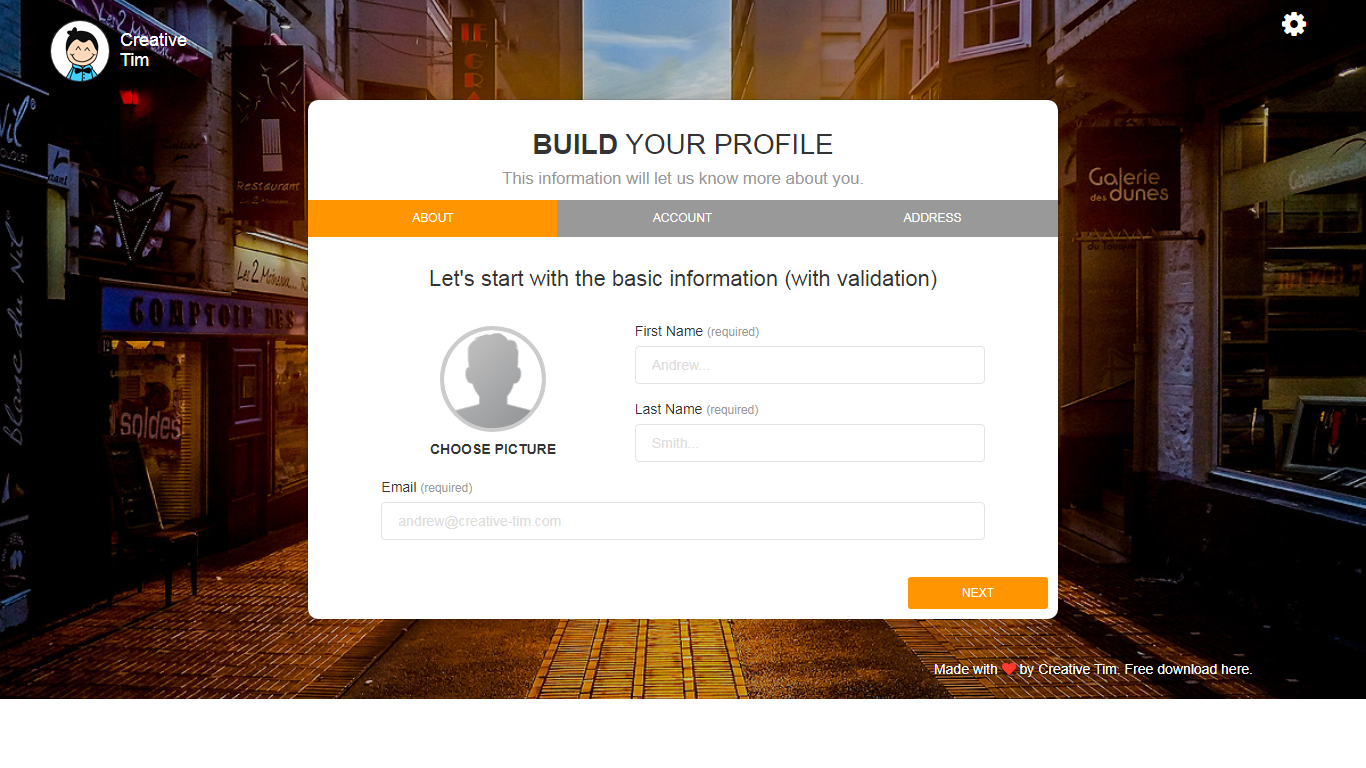 Creative
Tim
BUILD YOUR PROFILE
This information will let us know more about you.
ABOUT
ACCOUNT
ADDRESS
Let's start with the basic information (with validation)
First Name (required)
Andrew...
Last Name (required)
Smith...
CHOOSE PICTURE
Email (required)
andrew@creative-tim.com
NEXT
Made with ❤ by Creative Tim. Free download here.
Restaurant
Les 2 Moineaux...
COMPTOIR DES
soldes
Blanc du Nil
Galerie
des dunes
du Touquet